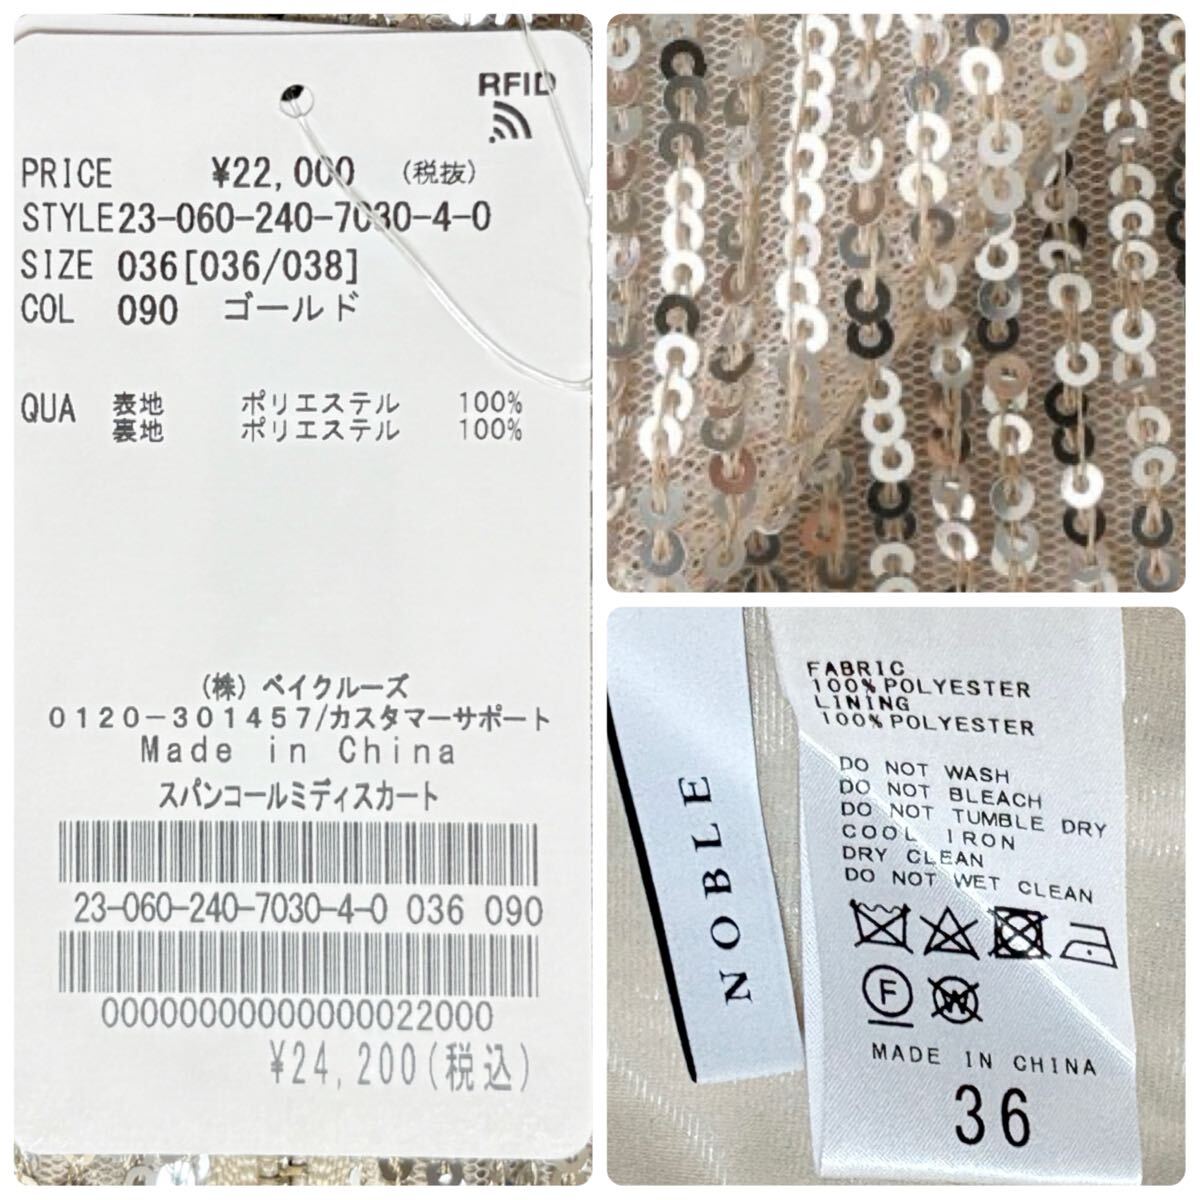 RFID
PRICE ¥22,000 (税抜)
STYLE23-060-240-7030-4-0
SIZE 036[036/038]
COL 090 ゴールド
QUA 表地 ポリエステル 100%
裏地 ポリエステル 100%
(株)ベイクルーズ
0120-301457/カスタマーサポート
Made in China
スパンコールミディスカート
23-060-240-7030-4-0 036 090
000000000000000022000
¥24,200(税込)
NOBLE
FABRIC
100%POLYESTER
LINING
100%POLYESTER
DO NOT WASH
DO NOT BLEACH
DO NOT TUMBLE DRY
COOL IRON
DRY CLEAN
DO NOT WET CLEAN
F W
MADE IN CHINA
36